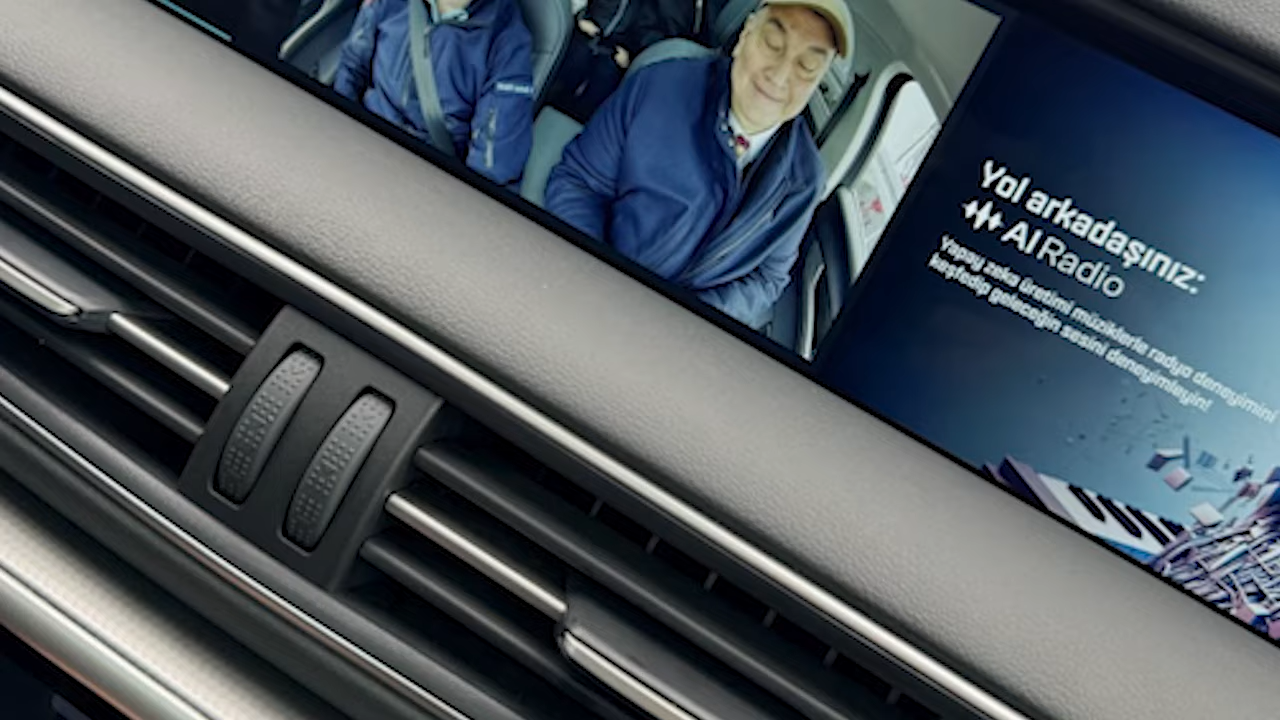 Yol arkadaşınız:
AI Radio
Yapay zeka üretimi müziklerle radyo deneyimini
keşfedip geleceğin sesini deneyimleyin!